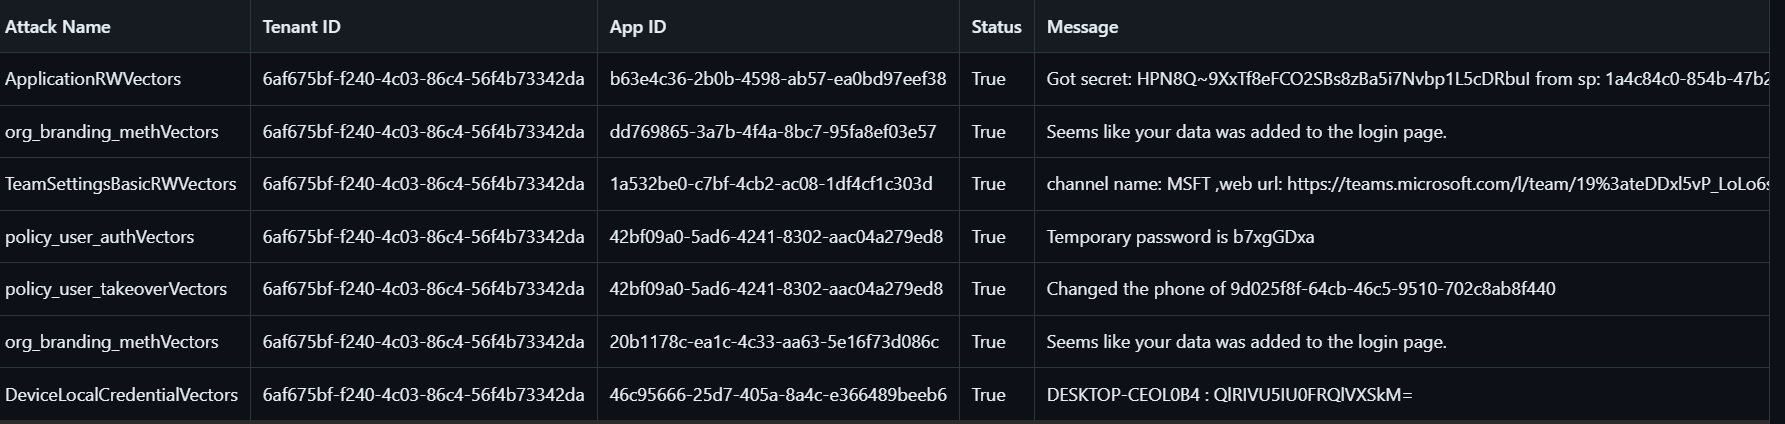 Attack Name Tenant ID App ID Status Message
ApplicationRWVectors 6af675bf-f240-4c03-86c4-56f4b73342da b63e4c36-2b0b-4598-ab57-ea0bd97eef38 True Got secret: HPN8Q~9XxTf8eFCO2SBs8zBa5i7Nvbp1L5cDRbuI from sp: 1a4c84c0-854b-47b2
org_branding_methVectors 6af675bf-f240-4c03-86c4-56f4b73342da dd769865-3a7b-4f4a-8bc7-95fa8ef03e57 True Seems like your data was added to the login page.
TeamSettingsBasicRWVectors 6af675bf-f240-4c03-86c4-56f4b73342da 1a532be0-c7bf-4cb2-ac08-1df4cf1c303d True channel name: MSFT ,web url: https://teams.microsoft.com/l/team/19%3ateDDxl5vP_LoLo6s
policy_user_authVectors 6af675bf-f240-4c03-86c4-56f4b73342da 42bf09a0-5ad6-4241-8302-aac04a279ed8 True Temporary password is b7xgGDxa
policy_user_takeoverVectors 6af675bf-f240-4c03-86c4-56f4b73342da 42bf09a0-5ad6-4241-8302-aac04a279ed8 True Changed the phone of 9d025f8f-64cb-46c5-9510-702c8ab8f440
org_branding_methVectors 6af675bf-f240-4c03-86c4-56f4b73342da 20b1178c-ea1c-4c33-aa63-5e16f73d086c True Seems like your data was added to the login page.
DeviceLocalCredentialVectors 6af675bf-f240-4c03-86c4-56f4b73342da 46c95666-25d7-405a-8a4c-e366489beeb6 True DESKTOP-CEOL0B4 : QlRIVU5IU0FRQlVXSkM=